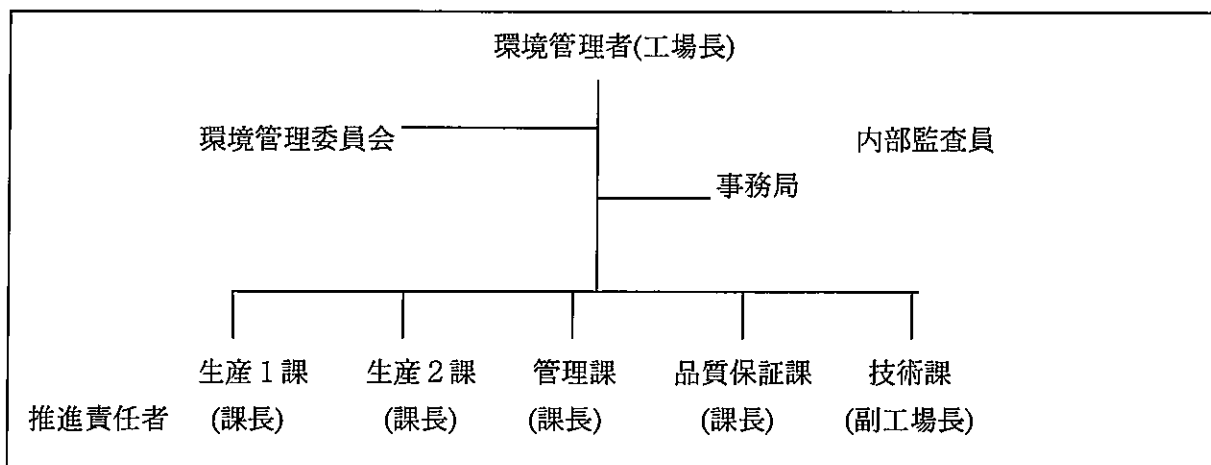 環境管理者(工場長)
環境管理委員会 内部監査員
事務局
生産1課 生産2課 管理課 品質保証課 技術課
推進責任者 (課長) (課長) (課長) (課長) (副工場長)